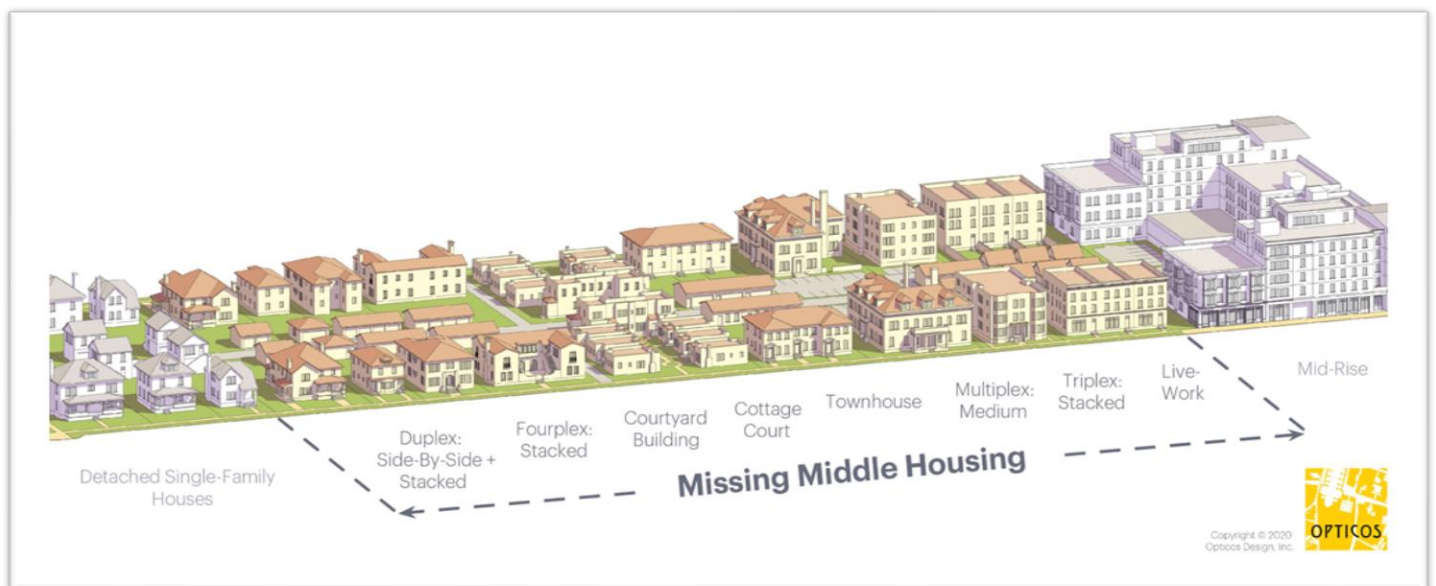 Detached Single-Family
Houses
Duplex:
Side-By-Side +
Stacked
Fourplex:
Stacked
Courtyard
Building
Cottage
Court
Townhouse
Multiplex:
Medium
Triplex:
Stacked
Live-
Work
Mid-Rise
Missing Middle Housing
Copyright © 2020
Opticos Design, Inc.
OPTICOS